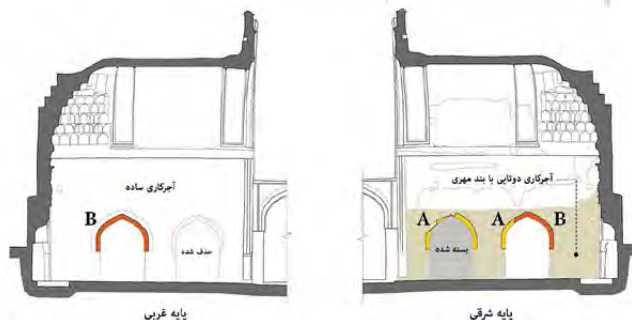 آجرکاری دوتایی با بند مهری
آجرکاری ساده
A
A
B
B
بسته شده
حذف شده
پایه شرقی
پایه غربی